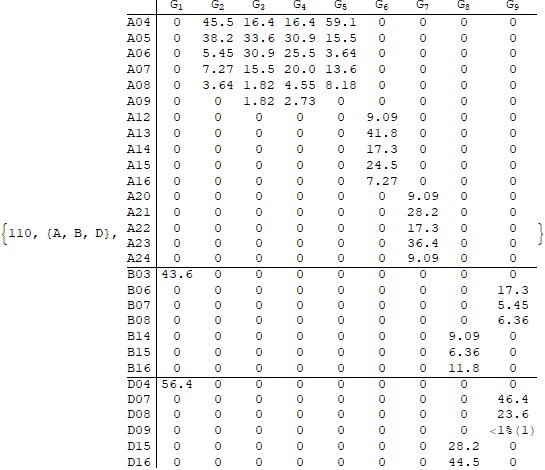 G₁ G₂ G₃ G₄ G₅ G₆ G₇ G₈ G₉
A04 0 45.5 16.4 16.4 59.1 0 0 0 0
A05 0 38.2 33.6 30.9 15.5 0 0 0 0
A06 0 5.45 30.9 25.5 3.64 0 0 0 0
A07 0 7.27 15.5 20.0 13.6 0 0 0 0
A08 0 3.64 1.82 4.55 8.18 0 0 0 0
A09 0 0 1.82 2.73 0 0 0 0 0
A12 0 0 0 0 0 9.09 0 0 0
A13 0 0 0 0 0 41.8 0 0 0
A14 0 0 0 0 0 17.3 0 0 0
A15 0 0 0 0 0 24.5 0 0 0
A16 0 0 0 0 0 7.27 0 0 0
A20 0 0 0 0 0 0 9.09 0 0
A21 0 0 0 0 0 0 28.2 0 0
{110, {A, B, D}, A22 0 0 0 0 0 0 17.3 0 0 }
A23 0 0 0 0 0 0 36.4 0 0
A24 0 0 0 0 0 0 9.09 0 0
B03 43.6 0 0 0 0 0 0 0 0
B06 0 0 0 0 0 0 0 0 17.3
B07 0 0 0 0 0 0 0 0 5.45
B08 0 0 0 0 0 0 0 0 6.36
B14 0 0 0 0 0 0 0 9.09 0
B15 0 0 0 0 0 0 0 6.36 0
B16 0 0 0 0 0 0 0 11.8 0
D04 56.4 0 0 0 0 0 0 0 0
D07 0 0 0 0 0 0 0 0 46.4
D08 0 0 0 0 0 0 0 0 23.6
D09 0 0 0 0 0 0 0 0 <1%(1)
D15 0 0 0 0 0 0 0 28.2 0
D16 0 0 0 0 0 0 0 44.5 0